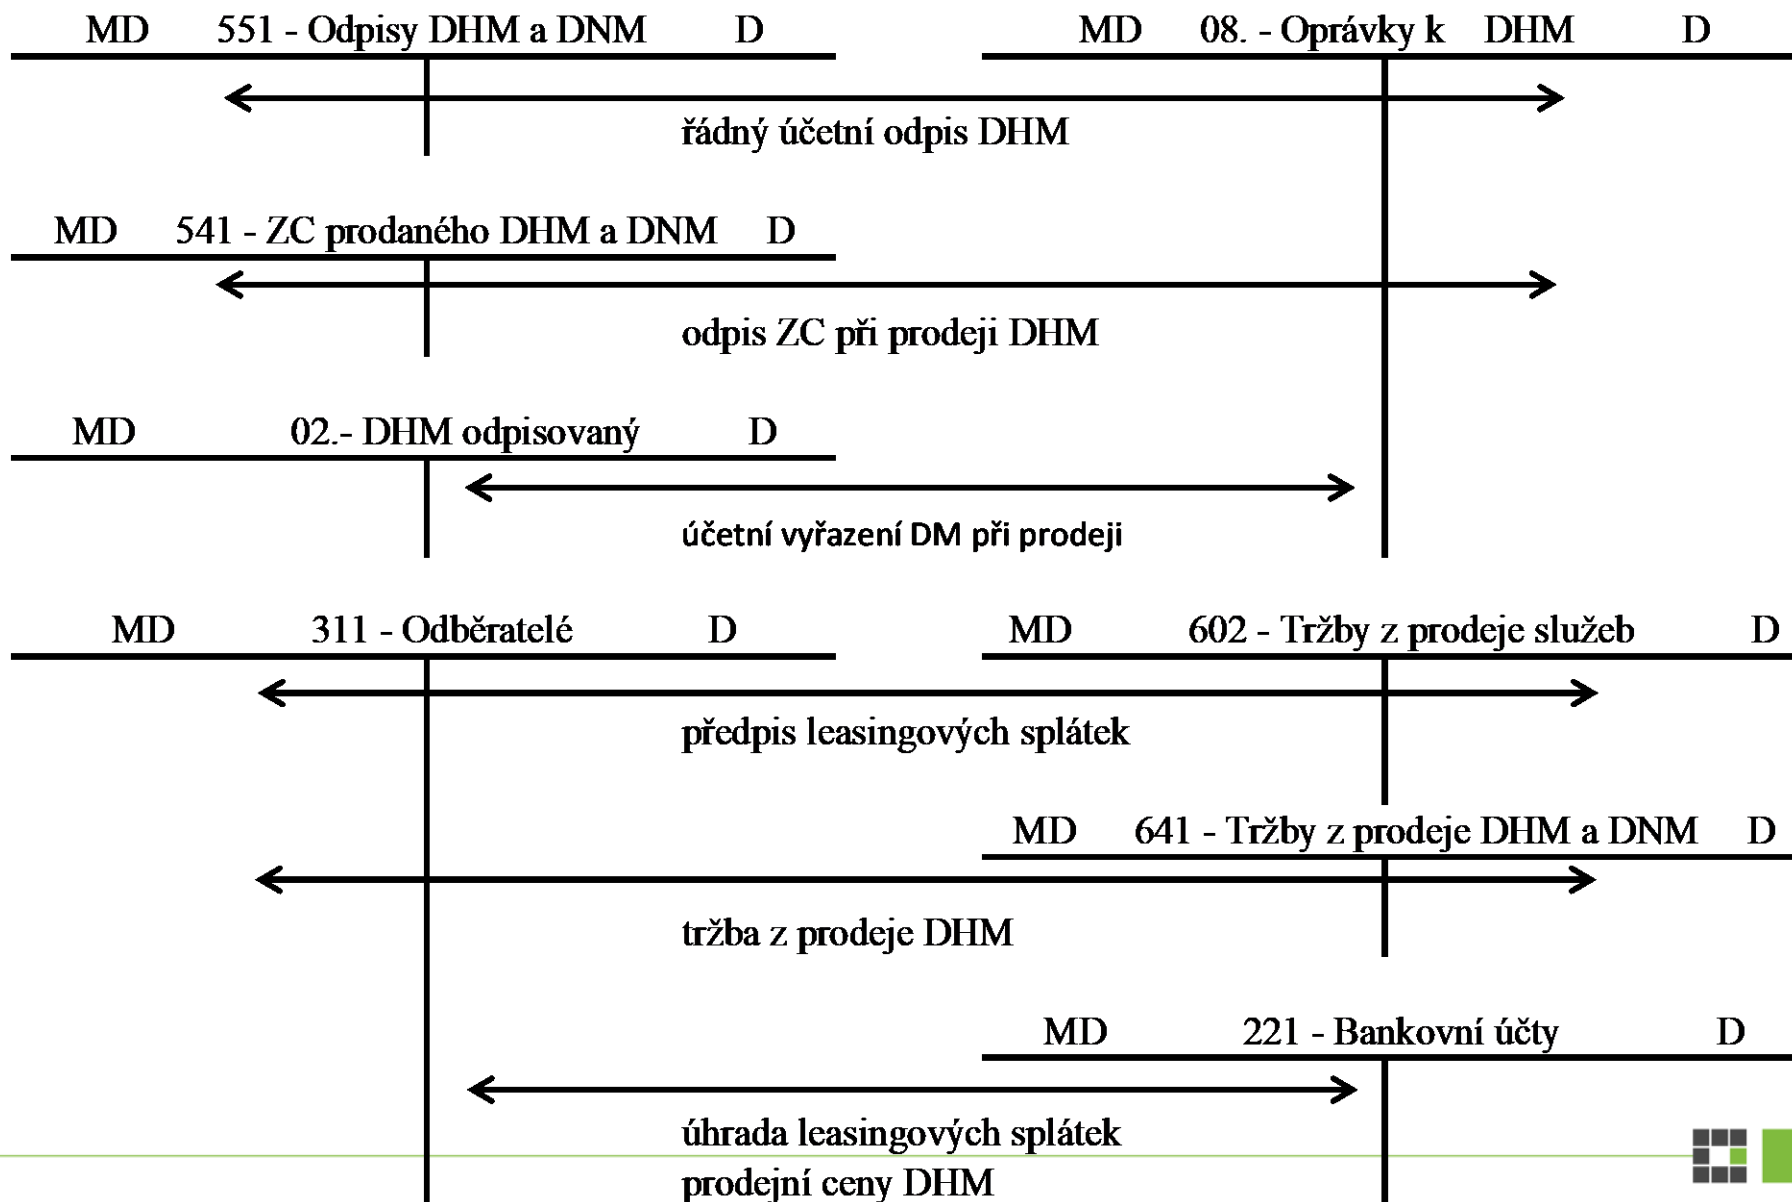 MD 551 - Odpisy DHM a DNM D MD 08. - Oprávky k DHM D
řádný účetní odpis DHM
MD 541 - ZC prodaného DHM a DNM D
odpis ZC při prodeji DHM
MD 02.- DHM odpisovaný D
účetní vyřazení DM při prodeji
MD 311 - Odběratelé D MD 602 - Tržby z prodeje služeb D
předpis leasingových splátek
MD 641 - Tržby z prodeje DHM a DNM D
tržba z prodeje DHM
MD 221 - Bankovní účty D
úhrada leasingových splátek
prodejní ceny DHM